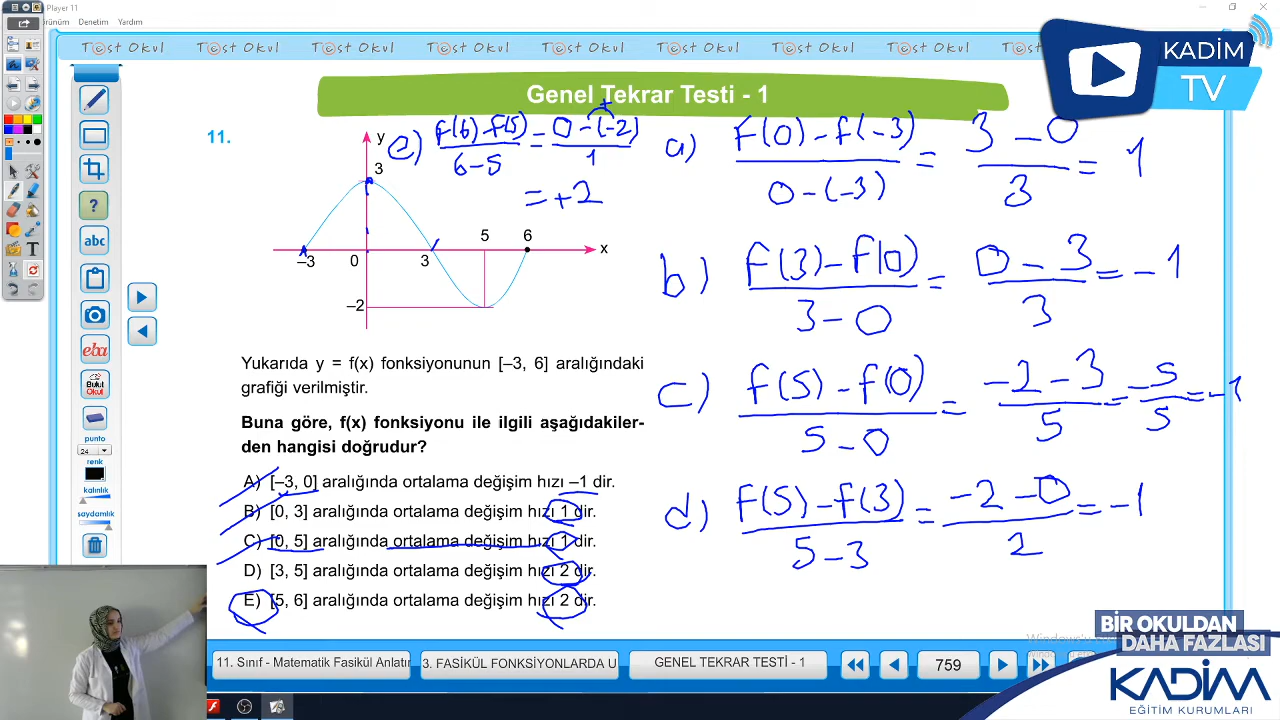 Player 11
Görünüm Denetim Yardım
Test Okul Test Okul Test Okul Test Okul Test Okul Test Okul Test Okul Test Okul
KADİM
TV
Genel Tekrar Testi - 1
11.
y
3
5
6
x
–3
0
3
–2
e) f(6) - f(5) / 6 - 5 = 0 - (-2) / 1
+
= +2
a) f(0) - f(-3) / 0 - (-3) = 3 - 0 / 3 = 1
b) f(3) - f(0) / 3 - 0 = 0 - 3 / 3 = -1
c) f(5) - f(0) / 5 - 0 = -2 - 3 / 5 = -5 / 5 = -1
d) f(5) - f(3) / 5 - 3 = -2 - 0 / 2 = -1
Yukarıda y = f(x) fonksiyonunun [–3, 6] aralığındaki
grafiği verilmiştir.
Buna göre, f(x) fonksiyonu ile ilgili aşağıdakiler-
den hangisi doğrudur?
A) [–3, 0] aralığında ortalama değişim hızı –1 dir.
B) [0, 3] aralığında ortalama değişim hızı 1 dir.
C) [0, 5] aralığında ortalama değişim hızı 1 dir.
D) [3, 5] aralığında ortalama değişim hızı 2 dir.
E) [5, 6] aralığında ortalama değişim hızı 2 dir.
?
abc
eba
Bulut
Okul
punto
24
renk
kalınlık
saydamlık
T
BİR OKULDAN
DAHA FAZLASI
KADİM
EĞİTİM KURUMLARI
11. Sınıf - Matematik Fasikül Anlatır
3. FASİKÜL FONKSİYONLARDA U
GENEL TEKRAR TESTİ - 1
759